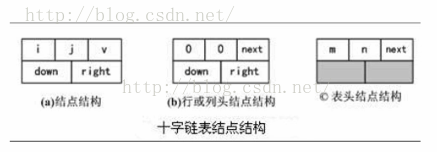 http://blog.csdn.net/
i j v
down right
(a)结点结构
0 0 next
down right
(b)行或列头结点结构
m n next
© 表头结点结构
http://blog.csdn.net/
十字链表结点结构